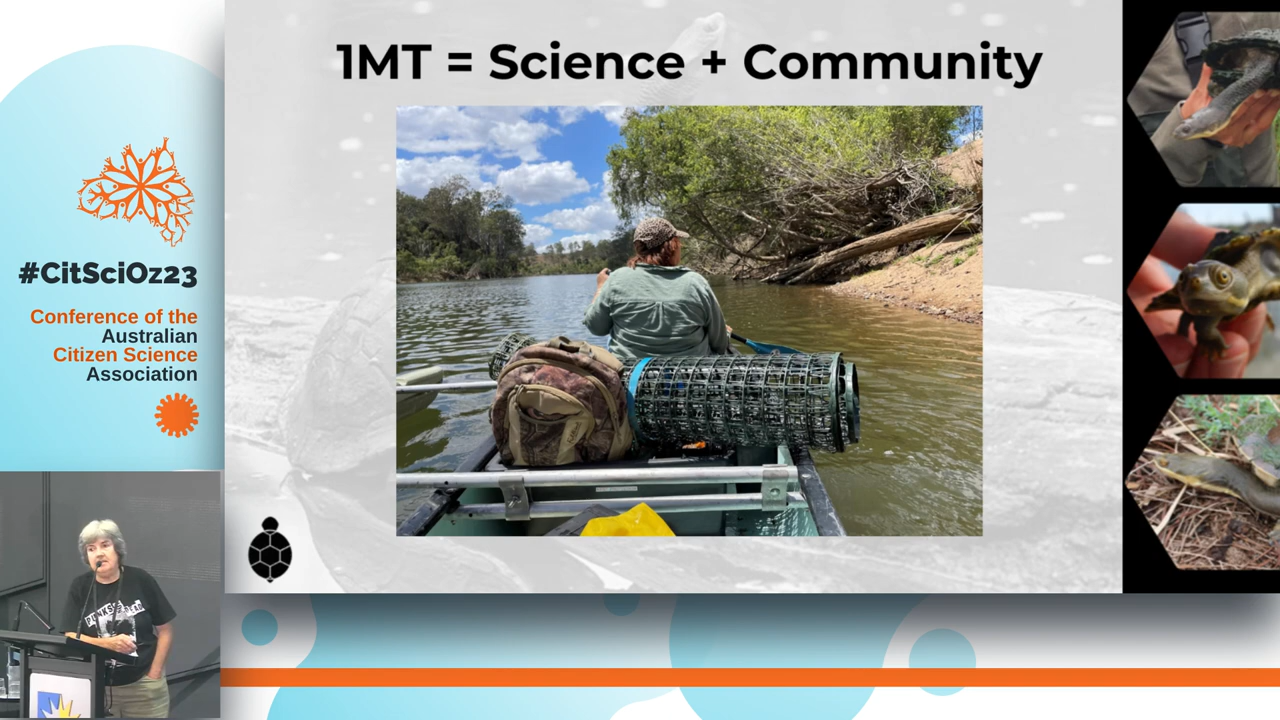 1MT = Science + Community
#CitSciOz23
Conference of the
Australian
Citizen Science
Association